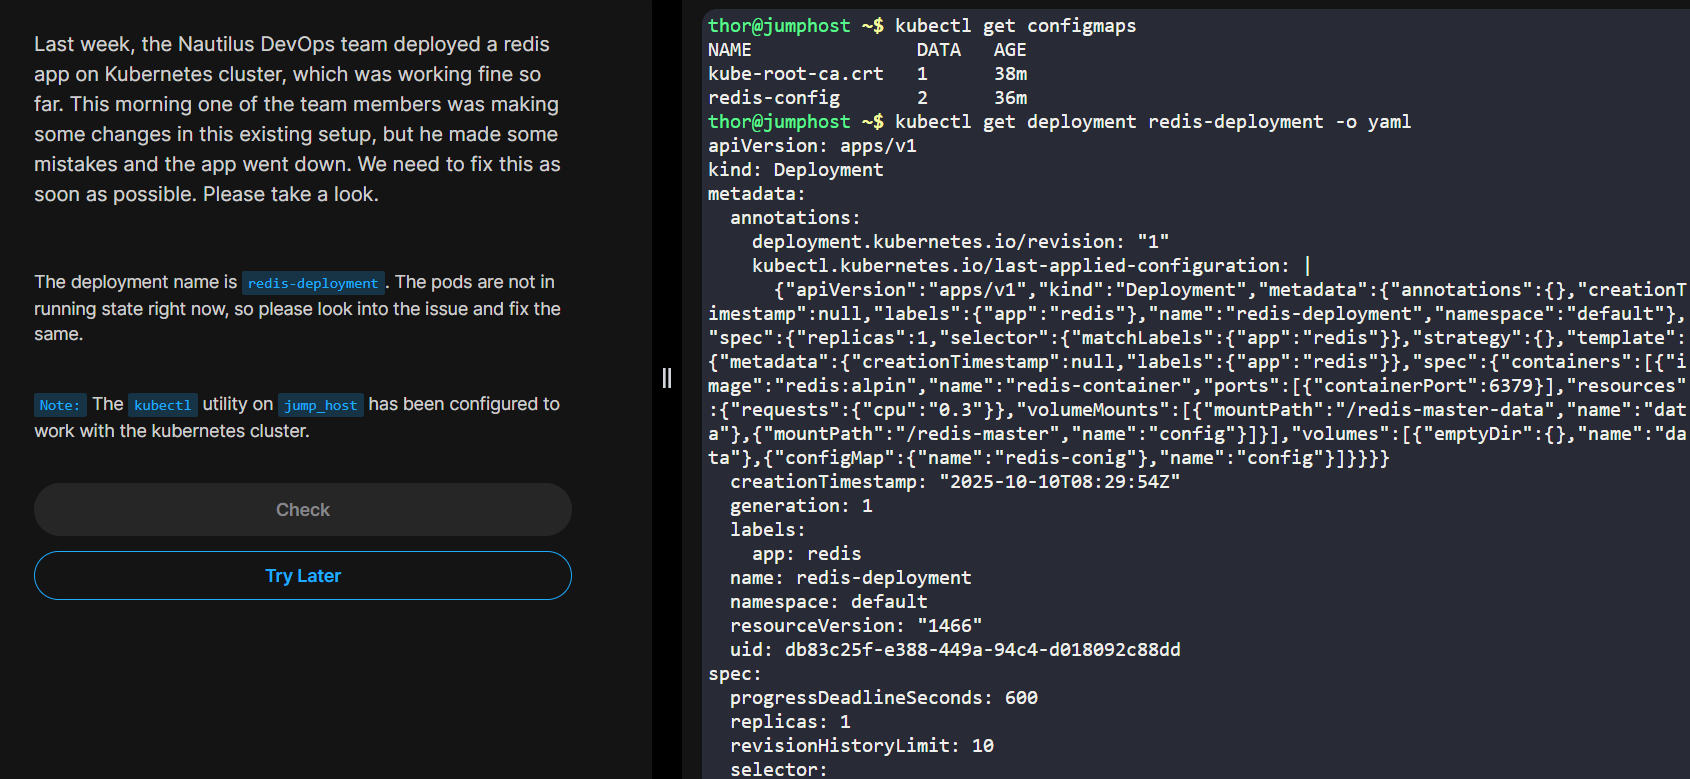 Last week, the Nautilus DevOps team deployed a redis
app on Kubernetes cluster, which was working fine so
far. This morning one of the team members was making
some changes in this existing setup, but he made some
mistakes and the app went down. We need to fix this as
soon as possible. Please take a look.
The deployment name is redis-deployment. The pods are not in
running state right now, so please look into the issue and fix the
same.
Note: The kubectl utility on jump_host has been configured to
work with the kubernetes cluster.
Check
Try Later
thor@jumphost ~$ kubectl get configmaps
NAME               DATA   AGE
kube-root-ca.crt   1      38m
redis-config       2      36m
thor@jumphost ~$ kubectl get deployment redis-deployment -o yaml
apiVersion: apps/v1
kind: Deployment
metadata:
  annotations:
    deployment.kubernetes.io/revision: "1"
    kubectl.kubernetes.io/last-applied-configuration: |
      {"apiVersion":"apps/v1","kind":"Deployment","metadata":{"annotations":{},"creationT
imestamp":null,"labels":{"app":"redis"},"name":"redis-deployment","namespace":"default"},
"spec":{"replicas":1,"selector":{"matchLabels":{"app":"redis"}},"strategy":{},"template":
{"metadata":{"creationTimestamp":null,"labels":{"app":"redis"}},"spec":{"containers":[{"i
mage":"redis:alpin","name":"redis-container","ports":[{"containerPort":6379}],"resources"
:{"requests":{"cpu":"0.3"}},"volumeMounts":[{"mountPath":"/redis-master-data","name":"dat
a"},{"mountPath":"/redis-master","name":"config"}]}],"volumes":[{"emptyDir":{},"name":"da
ta"},{"configMap":{"name":"redis-conig"},"name":"config"}]}}}}
  creationTimestamp: "2025-10-10T08:29:54Z"
  generation: 1
  labels:
    app: redis
  name: redis-deployment
  namespace: default
  resourceVersion: "1466"
  uid: db83c25f-e388-449a-94c4-d018092c88dd
spec:
  progressDeadlineSeconds: 600
  replicas: 1
  revisionHistoryLimit: 10
  selector: